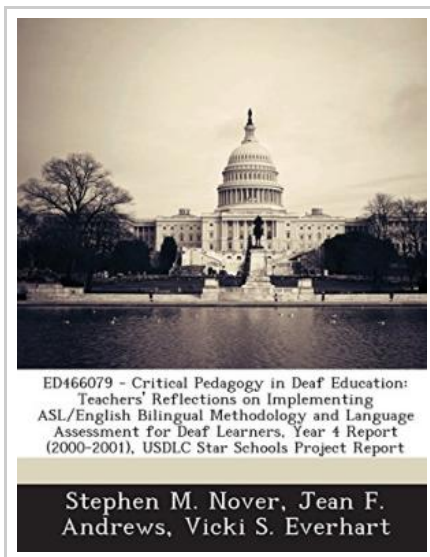 ED466079 - Critical Pedagogy in Deaf Education:
Teachers' Reflections on Implementing
ASL/English Bilingual Methodology and Language
Assessment for Deaf Learners, Year 4 Report
(2000-2001), USDLC Star Schools Project Report
Stephen M. Nover, Jean F.
Andrews, Vicki S. Everhart